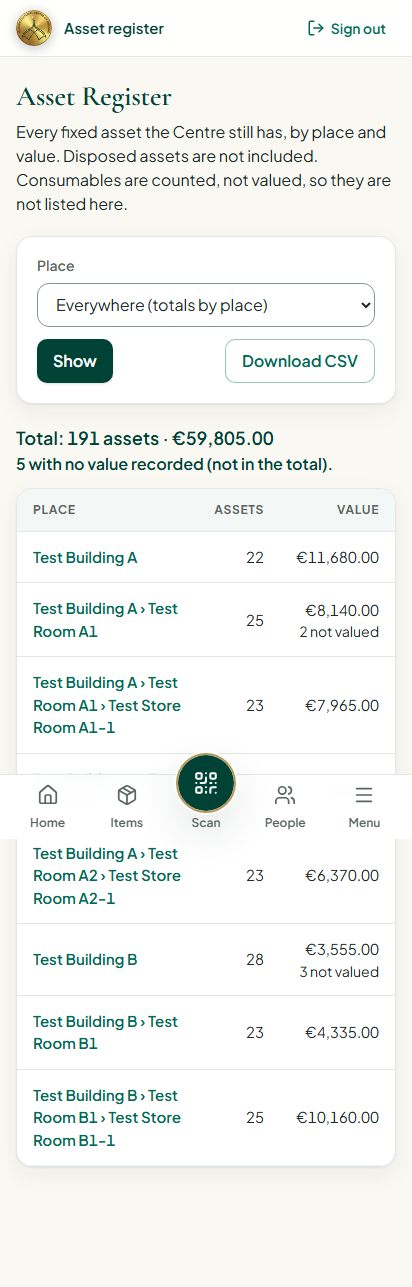 Asset register
Sign out
Asset Register
Every fixed asset the Centre still has, by place and
value. Disposed assets are not included.
Consumables are counted, not valued, so they are
not listed here.
Place
Everywhere (totals by place)
Show
Download CSV
Total: 191 assets · €59,805.00
5 with no value recorded (not in the total).
PLACE ASSETS VALUE
Test Building A 22 €11,680.00
Test Building A › Test
Room A1
25
€8,140.00
2 not valued
Test Building A › Test
Room A1 › Test Store
Room A1-1
23
€7,965.00
Home
Items
Scan
People
Menu
Test Building A › Test
Room A2 › Test Store
Room A2-1
23
€6,370.00
Test Building B
28
€3,555.00
3 not valued
Test Building B › Test
Room B1
23
€4,335.00
Test Building B › Test
Room B1 › Test Store
Room B1-1
25
€10,160.00